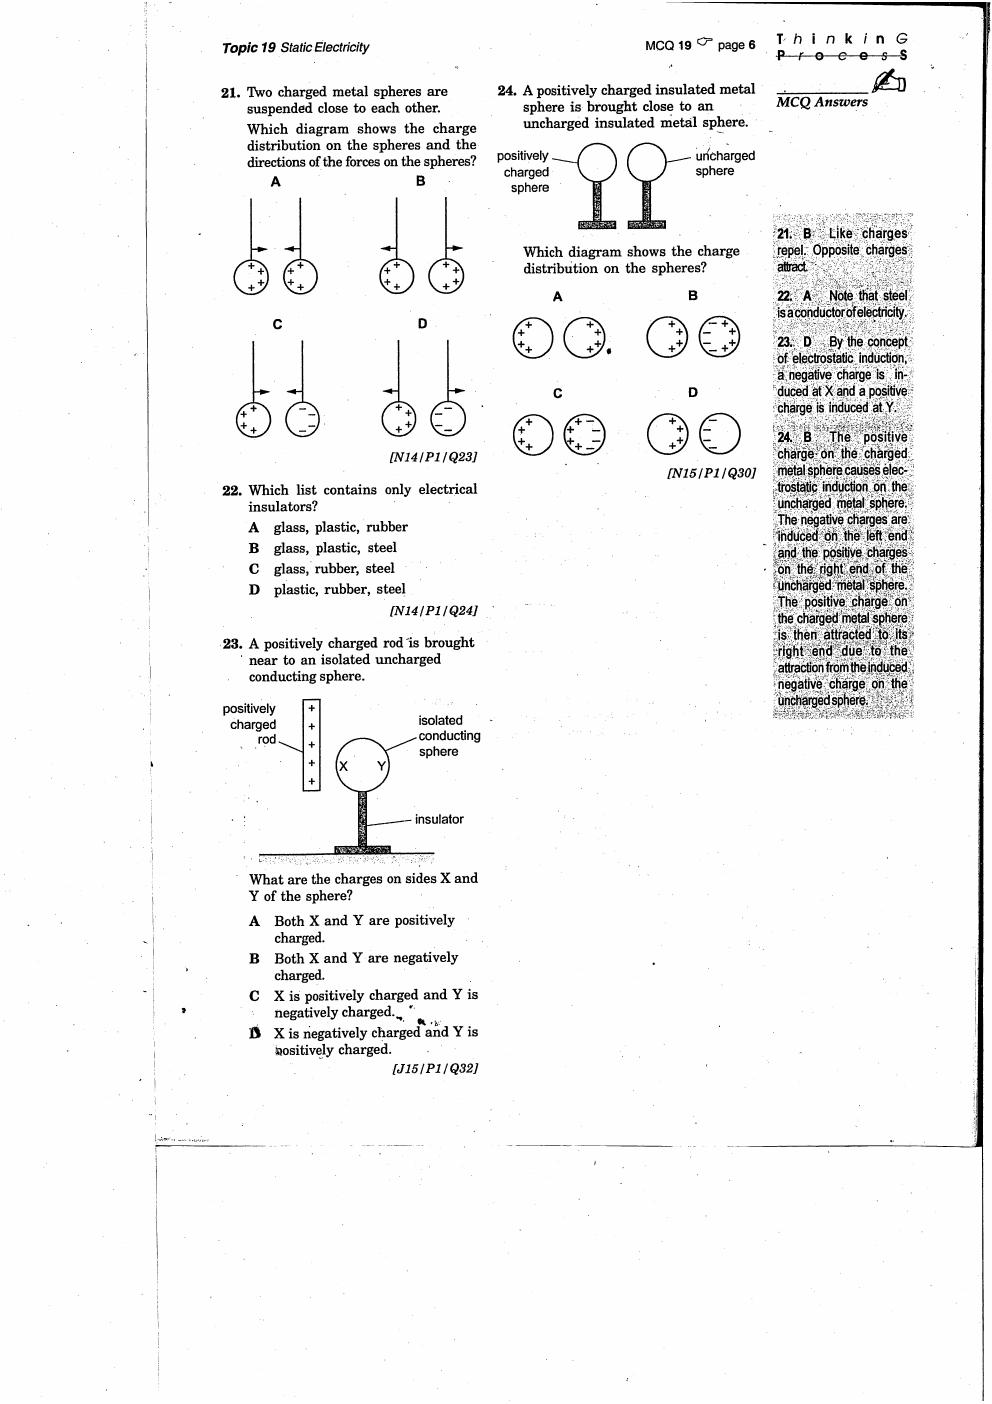 Topic 19 Static Electricity
MCQ 19 ☞ page 6
ThinkinG
ProcesS
MCQ Answers
21. Two charged metal spheres are
suspended close to each other.
Which diagram shows the charge
distribution on the spheres and the
directions of the forces on the spheres?
A B
+ + + + + + + + + + + + + + + +
C D
+ + + + − − − − + + + + − − − −
[N14/P1/Q23]
22. Which list contains only electrical
insulators?
A glass, plastic, rubber
B glass, plastic, steel
C glass, rubber, steel
D plastic, rubber, steel
[N14/P1/Q24]
23. A positively charged rod is brought
near to an isolated uncharged
conducting sphere.
positively
charged
rod
+
+
+
+
+
isolated
conducting
sphere
X Y
insulator
What are the charges on sides X and
Y of the sphere?
A Both X and Y are positively
charged.
B Both X and Y are negatively
charged.
C X is positively charged and Y is
negatively charged.
D X is negatively charged and Y is
positively charged.
[J15/P1/Q32]
24. A positively charged insulated metal
sphere is brought close to an
uncharged insulated metal sphere.
positively
charged
sphere
uncharged
sphere
Which diagram shows the charge
distribution on the spheres?
A B
C D
[N15/P1/Q30]
21. B Like charges
repel. Opposite charges
attract.
22. A Note that steel
is a conductor of electricity.
23. D By the concept
of electrostatic induction,
a negative charge is in-
duced at X and a positive
charge is induced at Y.
24. B The positive
charge on the charged
metal sphere causes elec-
trostatic induction on the
uncharged metal sphere.
The negative charges are
induced on the left end
and the positive charges
on the right end of the
uncharged metal sphere.
The positive charge on
the charged metal sphere
is then attracted to its
right end due to the
attraction from the induced
negative charge on the
uncharged sphere.